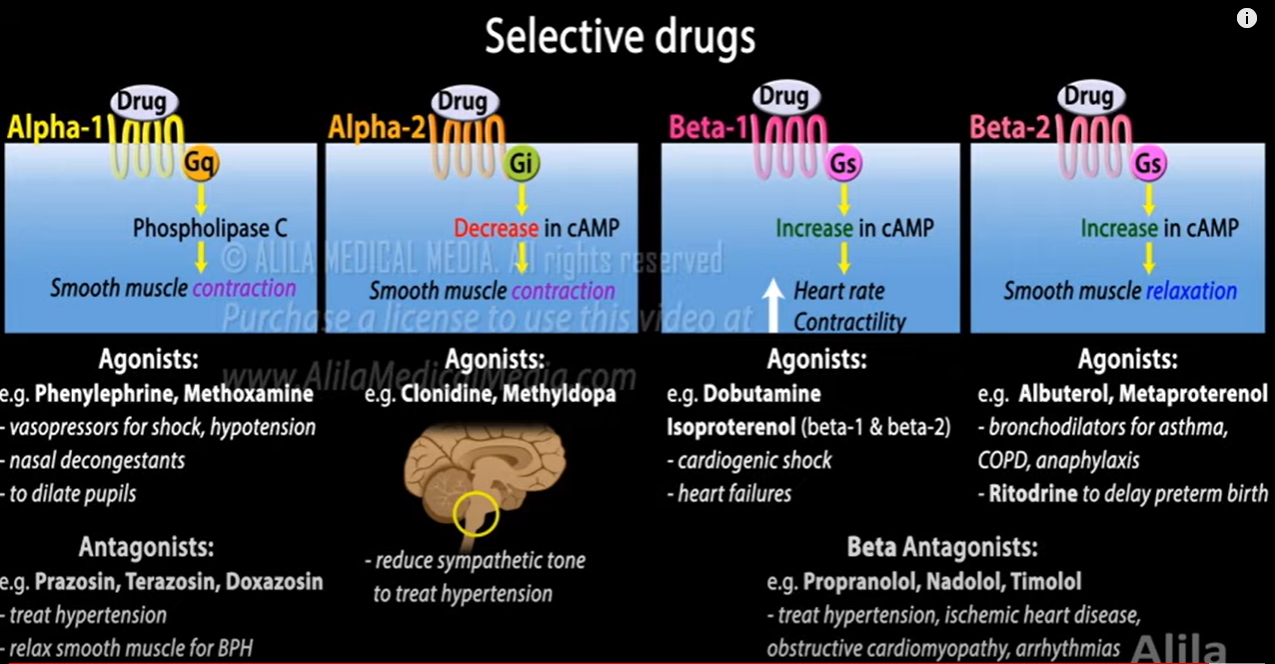 Selective drugs
Alpha-1
Drug
Gq
Phospholipase C
Smooth muscle contraction
Agonists:
e.g. Phenylephrine, Methoxamine
- vasopressors for shock, hypotension
- nasal decongestants
- to dilate pupils
Antagonists:
e.g. Prazosin, Terazosin, Doxazosin
- treat hypertension
- relax smooth muscle for BPH
Alpha-2
Drug
Gi
Decrease in cAMP
Smooth muscle contraction
Agonists:
e.g. Clonidine, Methyldopa
- reduce sympathetic tone
to treat hypertension
Beta-1
Drug
Gs
Increase in cAMP
Heart rate
Contractility
Agonists:
e.g. Dobutamine
Isoproterenol (beta-1 & beta-2)
- cardiogenic shock
- heart failures
Beta-2
Drug
Gs
Increase in cAMP
Smooth muscle relaxation
Agonists:
e.g. Albuterol, Metaproterenol
- bronchodilators for asthma,
COPD, anaphylaxis
- Ritodrine to delay preterm birth
Beta Antagonists:
e.g. Propranolol, Nadolol, Timolol
- treat hypertension, ischemic heart disease,
obstructive cardiomyopathy, arrhythmias
© ALILA MEDICAL MEDIA. All rights reserved
Purchase a license to use this video at
www.AlilaMedicalMedia.com
Alila
i